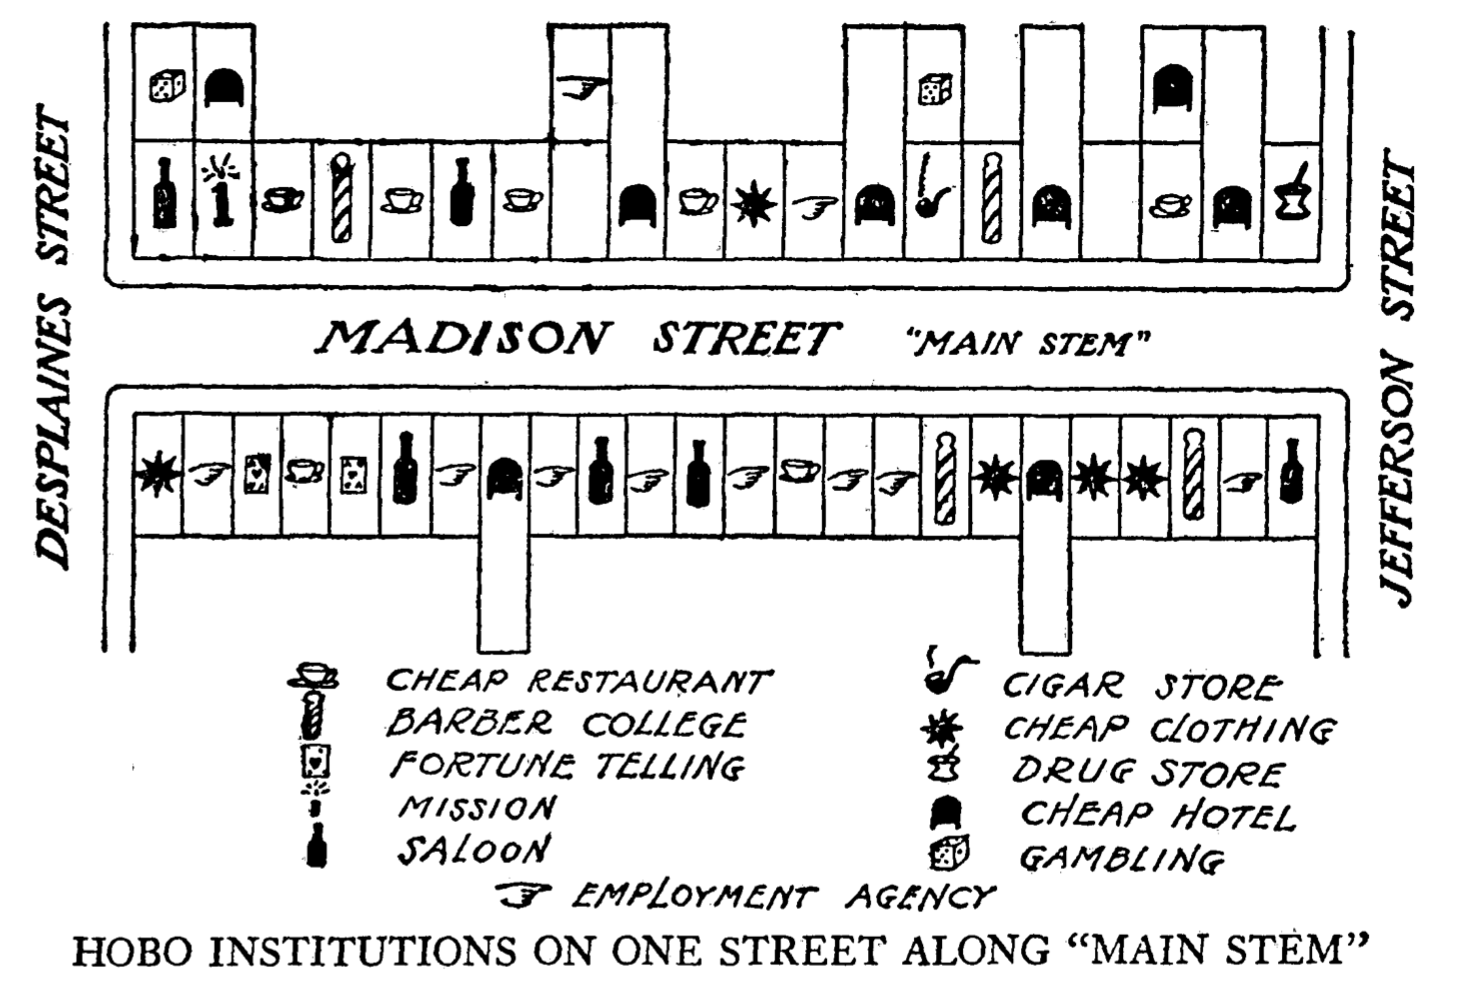 DESPLAINES STREET
MADISON STREET "MAIN STEM"
JEFFERSON STREET
CHEAP RESTAURANT
BARBER COLLEGE
FORTUNE TELLING
MISSION
SALOON
CIGAR STORE
CHEAP CLOTHING
DRUG STORE
CHEAP HOTEL
GAMBLING
EMPLOYMENT AGENCY
HOBO INSTITUTIONS ON ONE STREET ALONG “MAIN STEM”